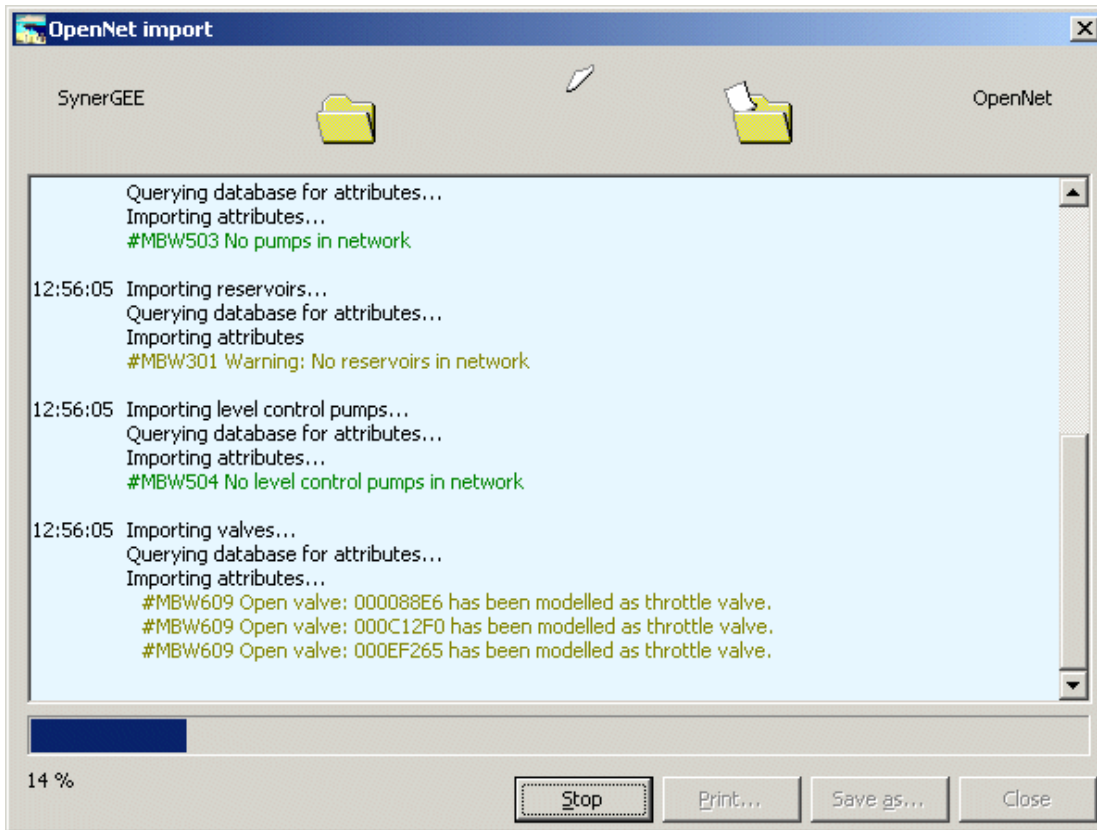 OpenNet import
SynerGEE
OpenNet
Querying database for attributes...
Importing attributes...
#MBW503 No pumps in network
12:56:05 Importing reservoirs...
Querying database for attributes...
Importing attributes
#MBW301 Warning: No reservoirs in network
12:56:05 Importing level control pumps...
Querying database for attributes...
Importing attributes...
#MBW504 No level control pumps in network
12:56:05 Importing valves...
Querying database for attributes...
Importing attributes...
#MBW609 Open valve: 000088E6 has been modelled as throttle valve.
#MBW609 Open valve: 000C12F0 has been modelled as throttle valve.
#MBW609 Open valve: 000EF265 has been modelled as throttle valve.
14 %
Stop
Print...
Save as...
Close